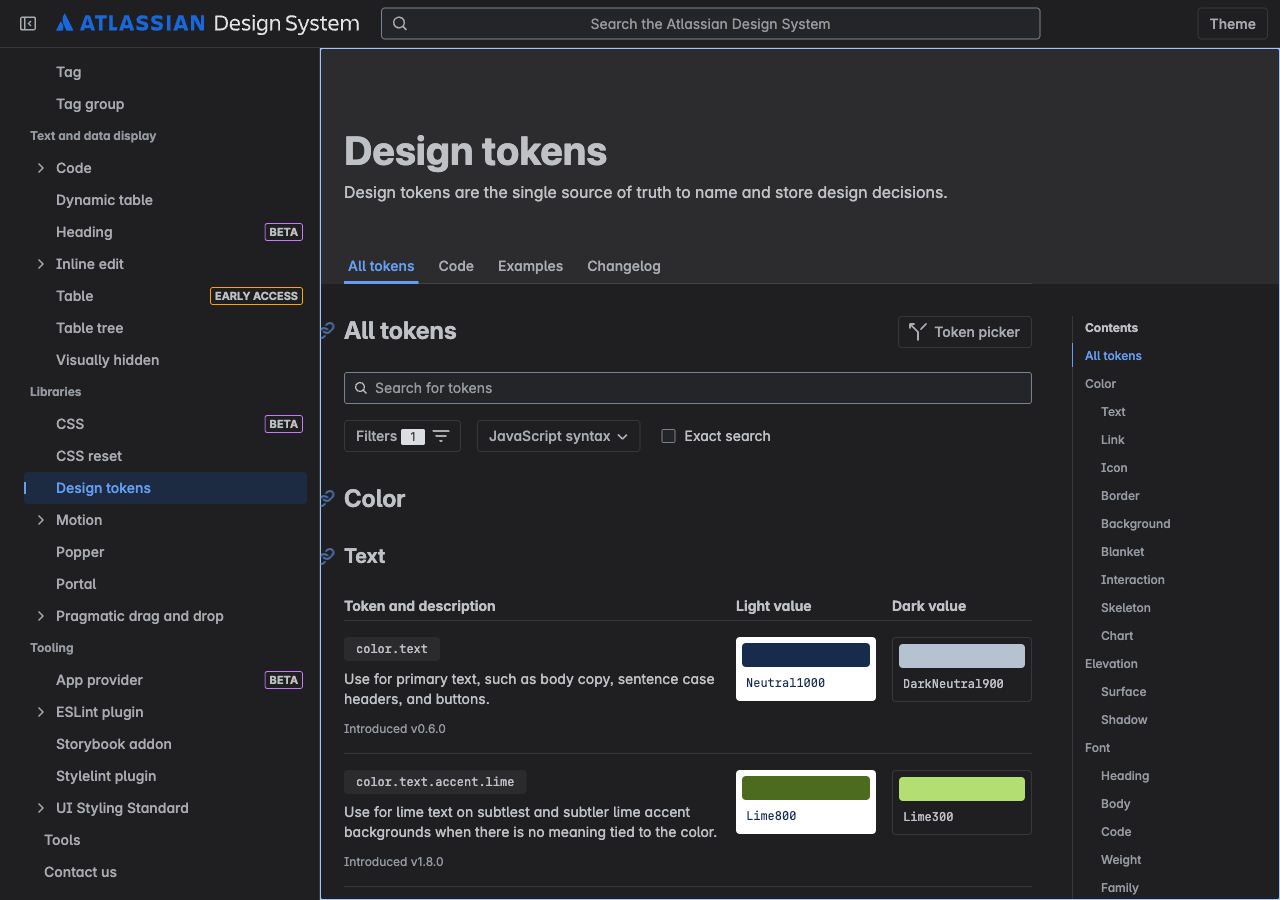 ATLASSIAN Design System
Search the Atlassian Design System
Theme
Tag
Tag group
Text and data display
Code
Dynamic table
Heading BETA
Inline edit
Table EARLY ACCESS
Table tree
Visually hidden
Libraries
CSS BETA
CSS reset
Design tokens
Motion
Popper
Portal
Pragmatic drag and drop
Tooling
App provider BETA
ESLint plugin
Storybook addon
Stylelint plugin
UI Styling Standard
Tools
Contact us
Design tokens
Design tokens are the single source of truth to name and store design decisions.
All tokens Code Examples Changelog
All tokens
Token picker
Search for tokens
Filters 1 JavaScript syntax Exact search
Color
Text
Token and description Light value Dark value
color.text
Use for primary text, such as body copy, sentence case
headers, and buttons.
Introduced v0.6.0
Neutral1000
DarkNeutral900
color.text.accent.lime
Use for lime text on subtlest and subtler lime accent
backgrounds when there is no meaning tied to the color.
Introduced v1.8.0
Lime800
Lime300
Contents
All tokens
Color
Text
Link
Icon
Border
Background
Blanket
Interaction
Skeleton
Chart
Elevation
Surface
Shadow
Font
Heading
Body
Code
Weight
Family